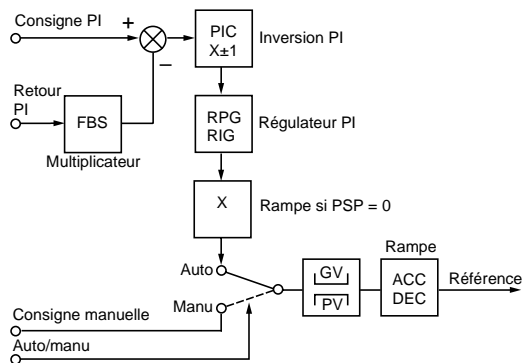 Consigne PI
+
PIC
X±1
Inversion PI
–
Retour
PI
FBS
Multiplicateur
RPG
RIG
Régulateur PI
X
Rampe si PSP = 0
Rampe
Auto
GV
PV
ACC
DEC
Référence
Manu
Consigne manuelle
Auto/manu